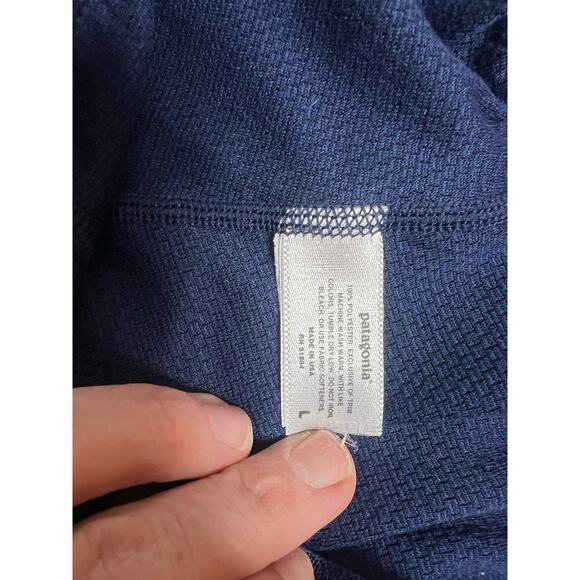 patagonia®
100% POLYESTER EXCLUSIVE OF TRIM
MACHINE WASH WARM, WITH LIKE
COLORS, TUMBLE DRY LOW, DO NOT IRON,
BLEACH, OR USE FABRIC SOFTENERS.
MADE IN USA
RN 51884
L